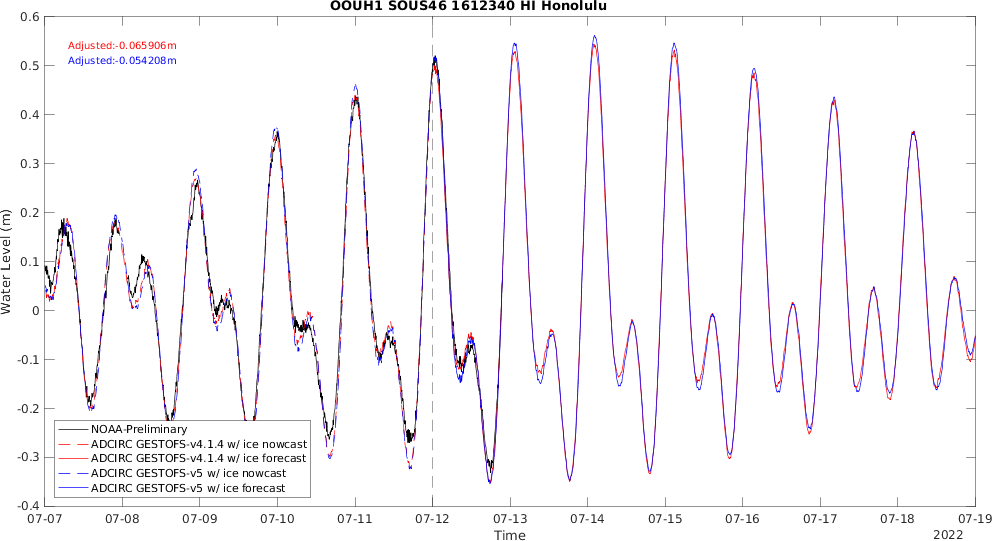 OOUH1 SOUS46 1612340 HI Honolulu
0.6
Adjusted:-0.065906m
Adjusted:-0.054208m
0.5
0.4
0.3
0.2
0.1
0
-0.1
-0.2
-0.3
-0.4
Water Level (m)
NOAA-Preliminary
ADCIRC GESTOFS-v4.1.4 w/ ice nowcast
ADCIRC GESTOFS-v4.1.4 w/ ice forecast
ADCIRC GESTOFS-v5 w/ ice nowcast
ADCIRC GESTOFS-v5 w/ ice forecast
07-07 07-08 07-09 07-10 07-11 07-12 07-13 07-14 07-15 07-16 07-17 07-18 07-19
Time
2022